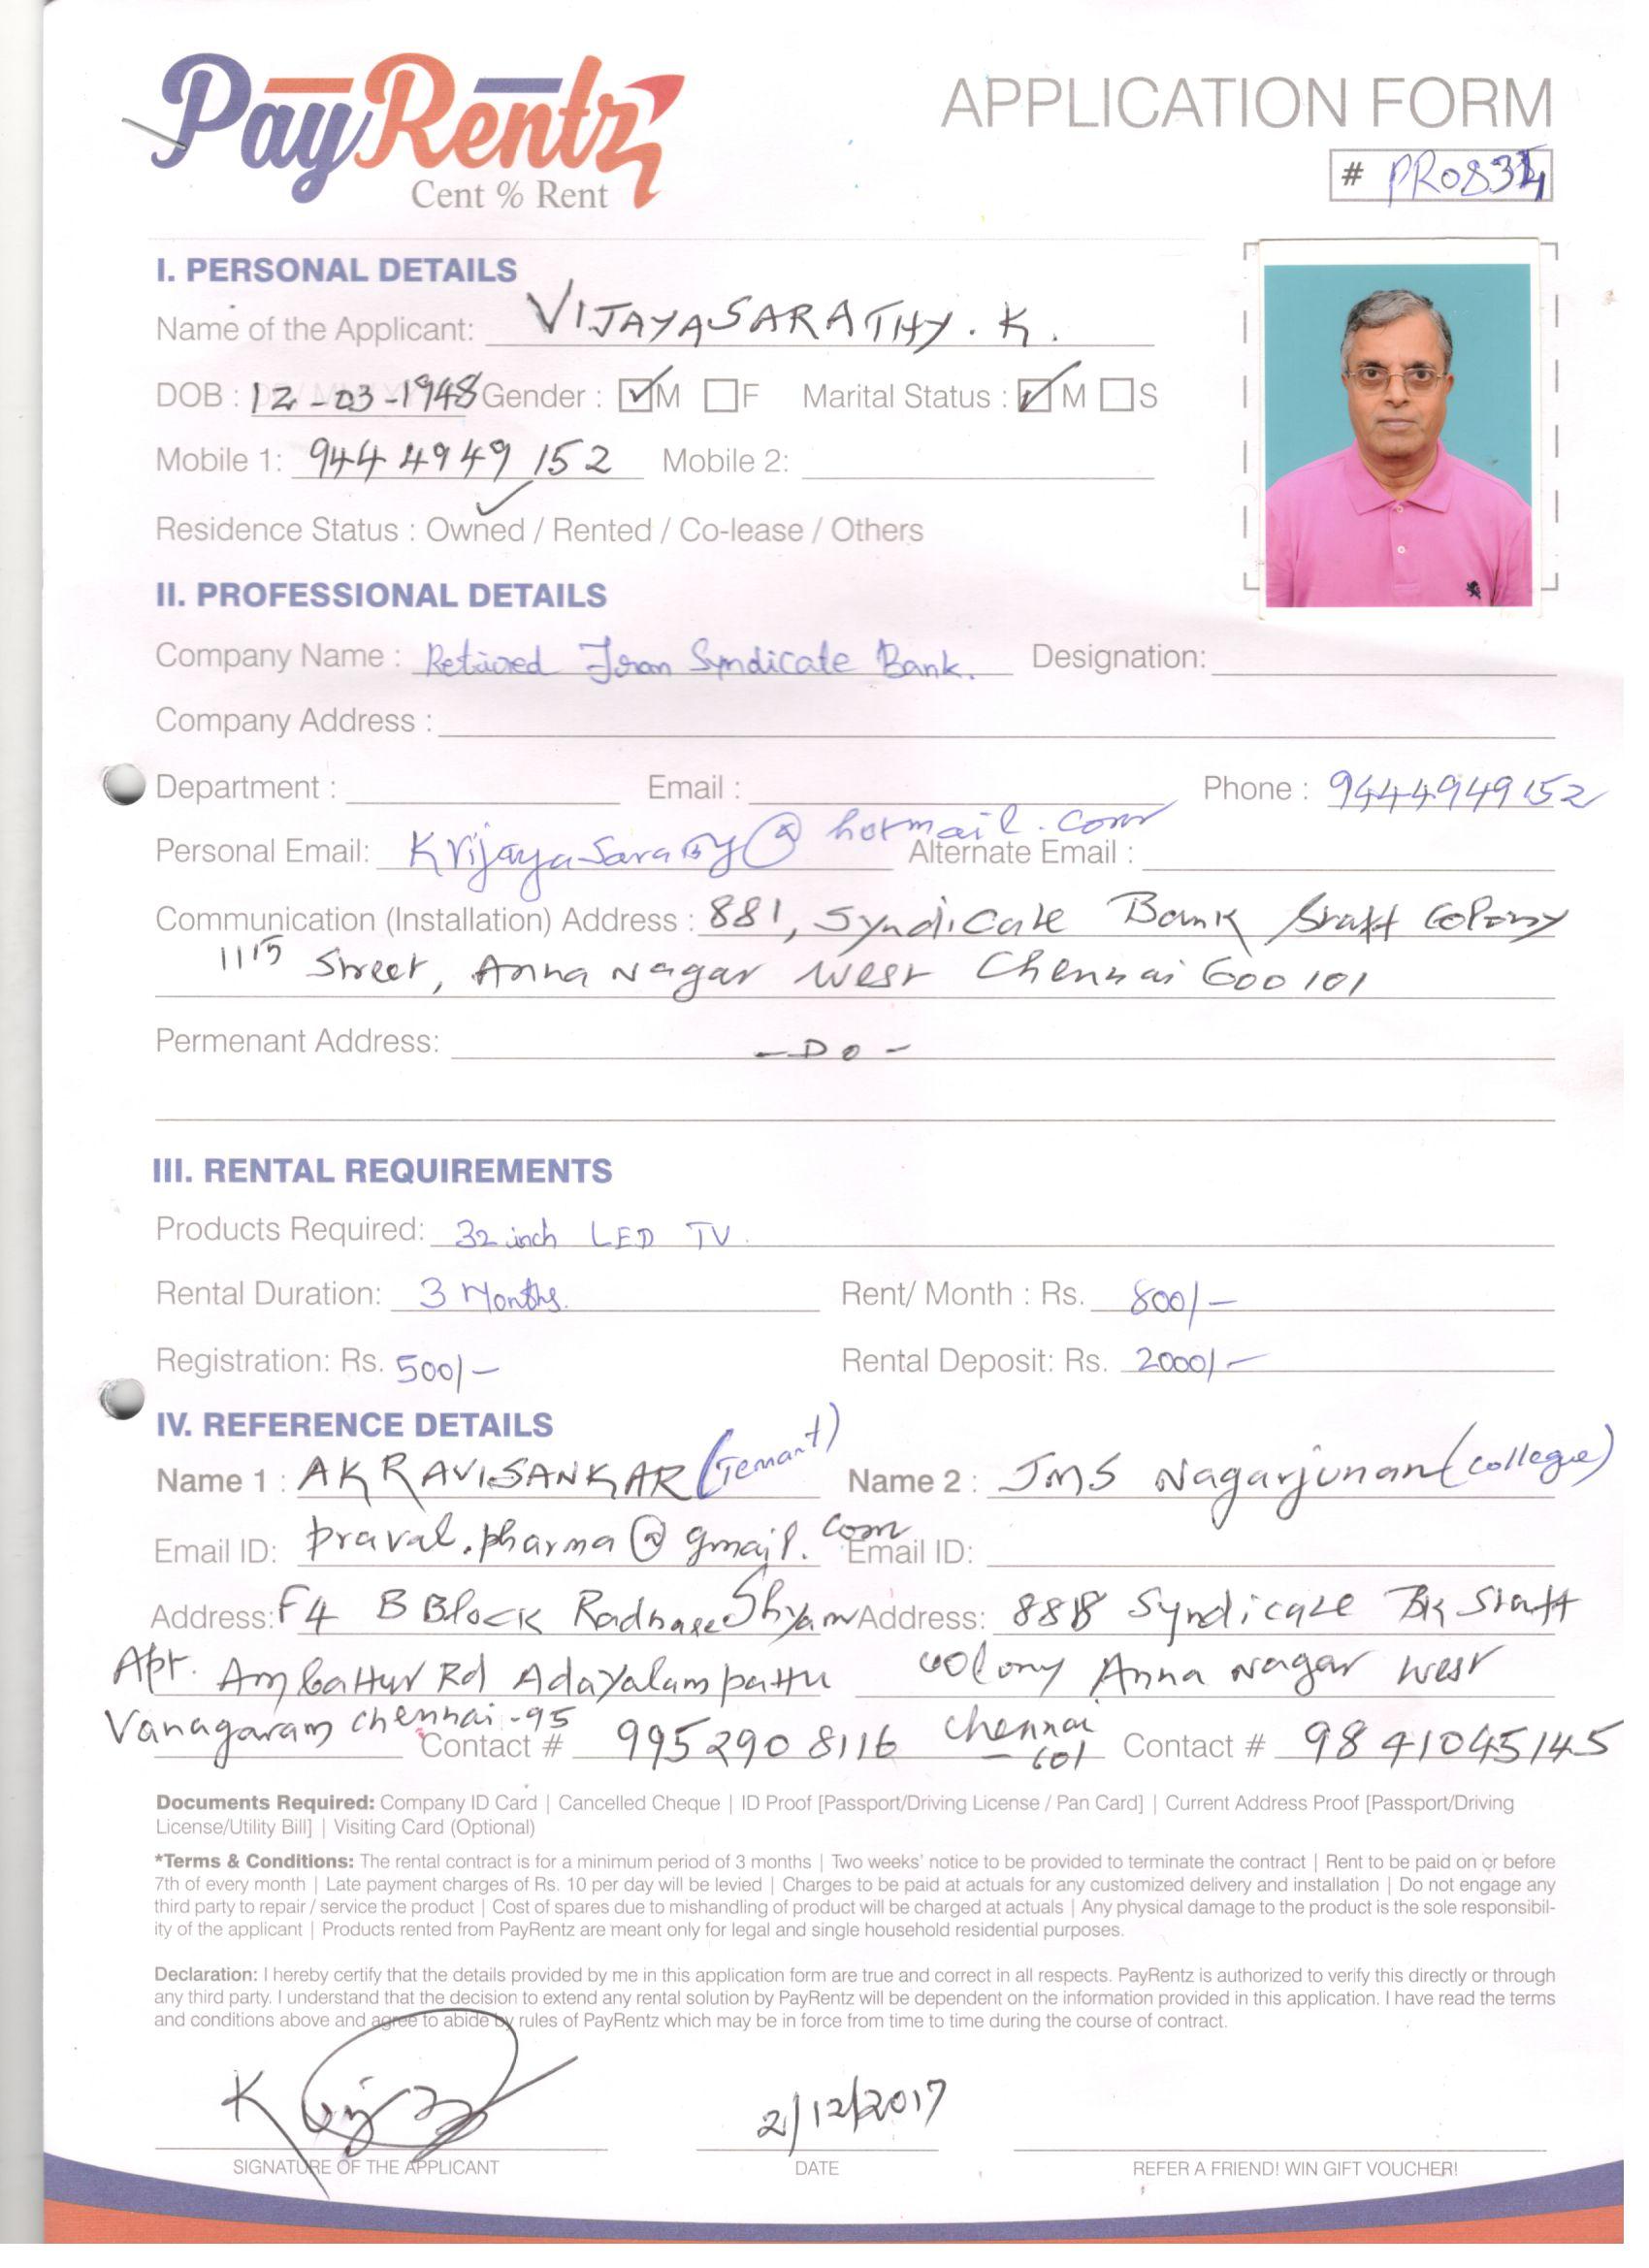 PayRentz
Cent % Rent
APPLICATION FORM
# PR0834
I. PERSONAL DETAILS
Name of the Applicant: VIJAYASARATHY. K.
DOB : 12-03-1948 Gender : M F Marital Status : M S
Mobile 1: 9444949152 Mobile 2:
Residence Status : Owned / Rented / Co-lease / Others
II. PROFESSIONAL DETAILS
Company Name : Retired from Syndicate Bank. Designation:
Company Address :
Department : Email : Phone : 9444949152
Personal Email: @hotmail.com Alternate Email :
Communication (Installation) Address : 881, Syndicate Bank Staff Colony
11th Street, Anna Nagar West Chennai 600101
Permenant Address: - DO -
III. RENTAL REQUIREMENTS
Products Required: 32 inch LED TV.
Rental Duration: 3 Months. Rent/ Month : Rs. 800/-
Registration: Rs. 500/- Rental Deposit: Rs. 2000/-
IV. REFERENCE DETAILS
Name 1 : AK RAVISANKAR (Tenant) Name 2 : JMS Nagarjunan (collegue)
Email ID: praval.pharma@gmail.com Email ID:
Address: F4 B Block Shyam Address: 888 Syndicate Bk Staff
Apt. Ambattur Rd Adayalampattu colony Anna Nagar West
Vanagaram chennai-95 Contact # 9952908116 chennai 601 Contact # 9841045145
Documents Required: Company ID Card | Cancelled Cheque | ID Proof [Passport/Driving License / Pan Card] | Current Address Proof [Passport/Driving
License/Utility Bill] | Visiting Card (Optional)
*Terms & Conditions: The rental contract is for a minimum period of 3 months | Two weeks' notice to be provided to terminate the contract | Rent to be paid on or before
7th of every month | Late payment charges of Rs. 10 per day will be levied | Charges to be paid at actuals for any customized delivery and installation | Do not engage any
third party to repair / service the product | Cost of spares due to mishandling of product will be charged at actuals | Any physical damage to the product is the sole responsibil-
ity of the applicant | Products rented from PayRentz are meant only for legal and single household residential purposes.
Declaration: I hereby certify that the details provided by me in this application form are true and correct in all respects. PayRentz is authorized to verify this directly or through
any third party. I understand that the decision to extend any rental solution by PayRentz will be dependent on the information provided in this application. I have read the terms
and conditions above and agree to abide by rules of PayRentz which may be in force from time to time during the course of contract.
2/12/2017
SIGNATURE OF THE APPLICANT DATE REFER A FRIEND! WIN GIFT VOUCHER!